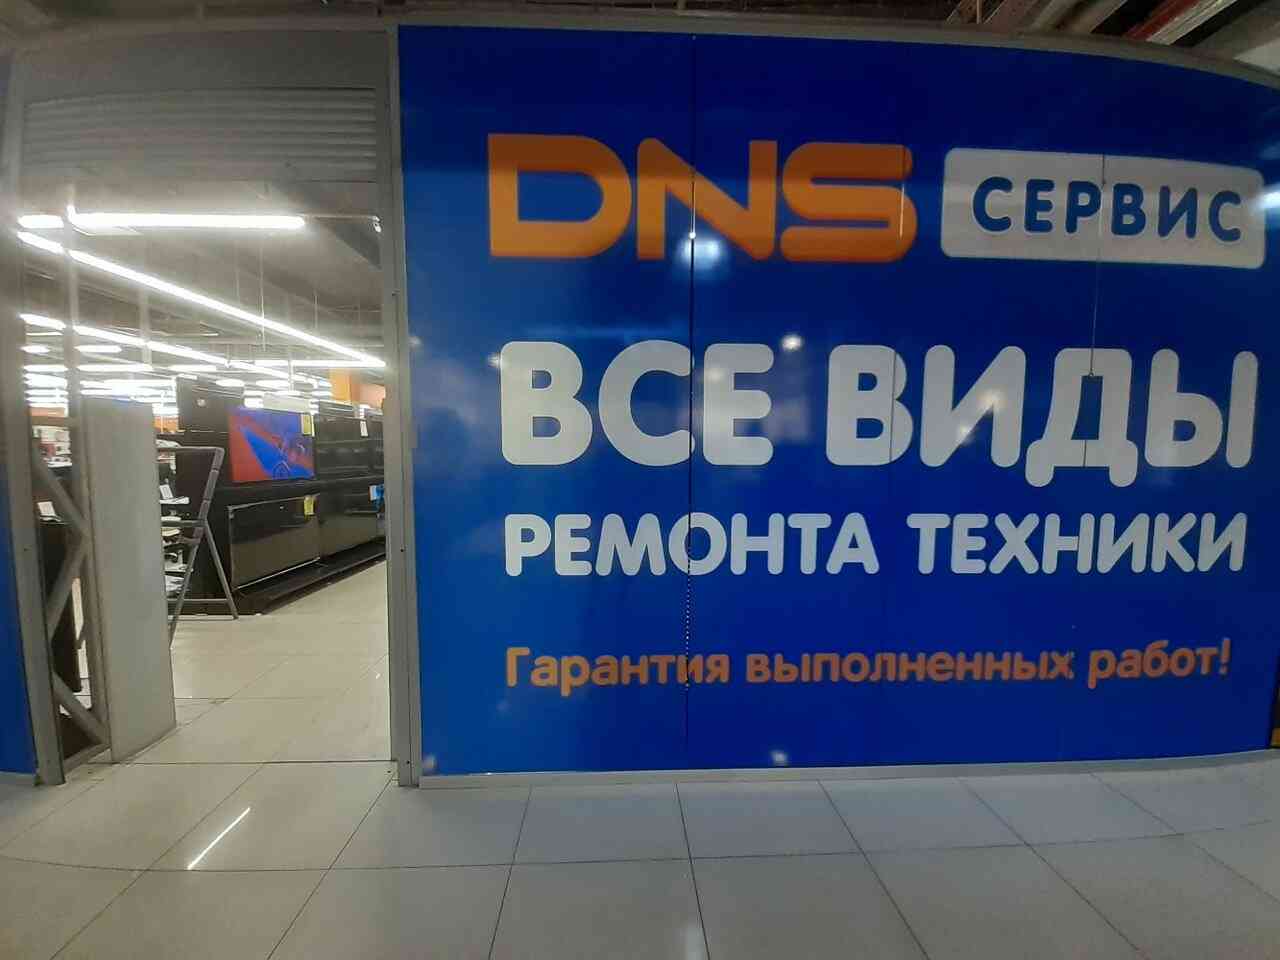 DNS СЕРВИС
ВСЕ ВИДЫ
РЕМОНТА ТЕХНИКИ
Гарантия выполненных работ!